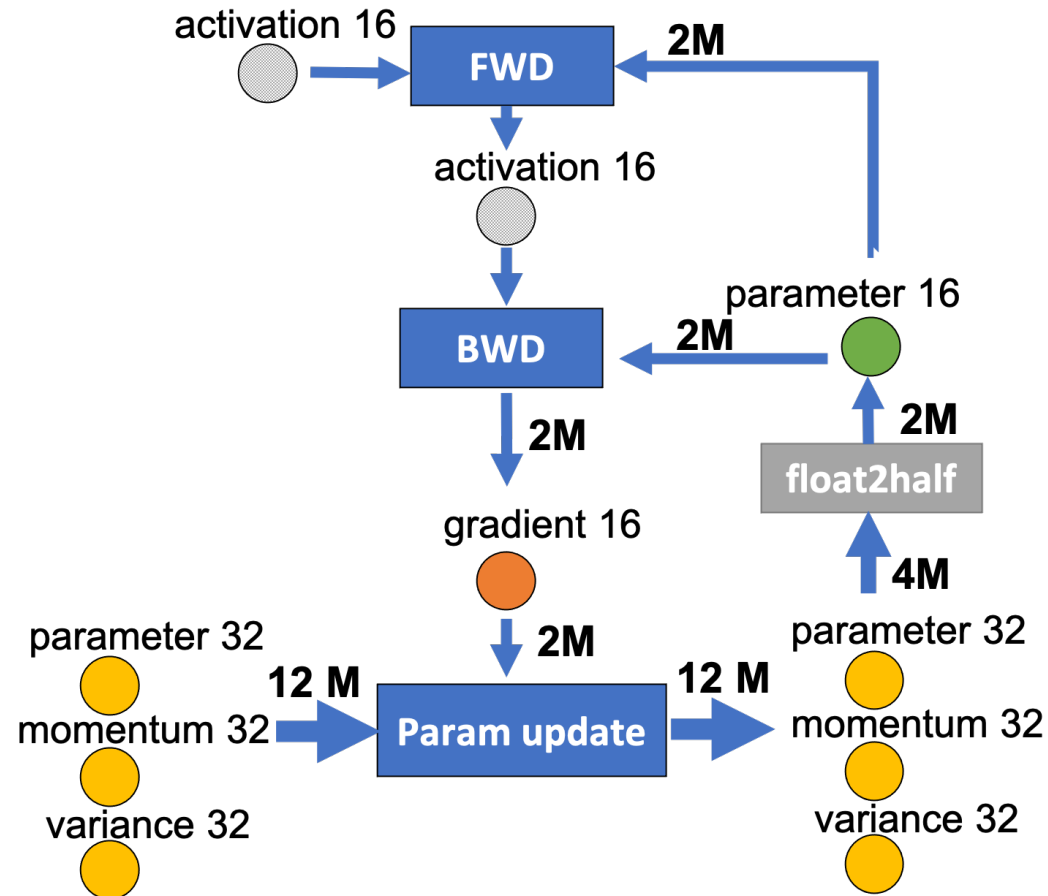 activation 16
FWD
2M
activation 16
parameter 16
BWD
2M
2M
2M
float2half
gradient 16
4M
2M
parameter 32
momentum 32
variance 32
12 M
Param update
12 M
parameter 32
momentum 32
variance 32